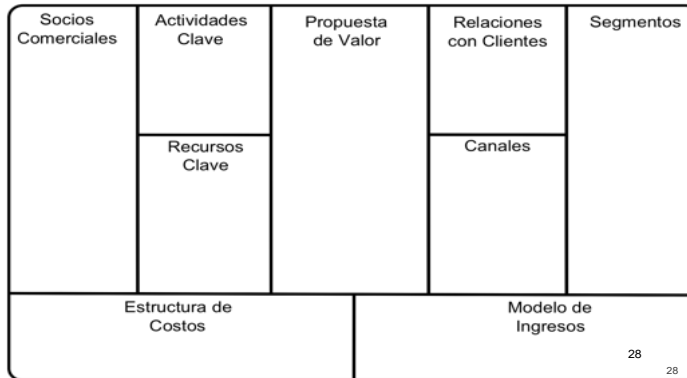 Socios
Comerciales
Actividades
Clave
Propuesta
de Valor
Relaciones
con Clientes
Segmentos
Recursos
Clave
Canales
Estructura de
Costos
Modelo de
Ingresos
28
28